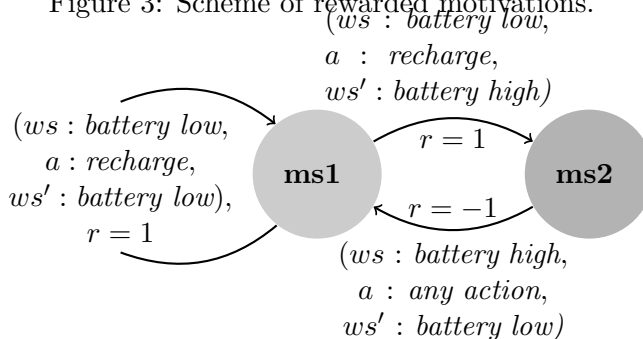 Figure 3: Scheme of rewarded motivations.
(ws : battery low,
a : recharge,
ws′ : battery high)
(ws : battery low,
a : recharge,
ws′ : battery low),
r = 1
ms1
r = 1
ms2
r = −1
(ws : battery high,
a : any action,
ws′ : battery low)